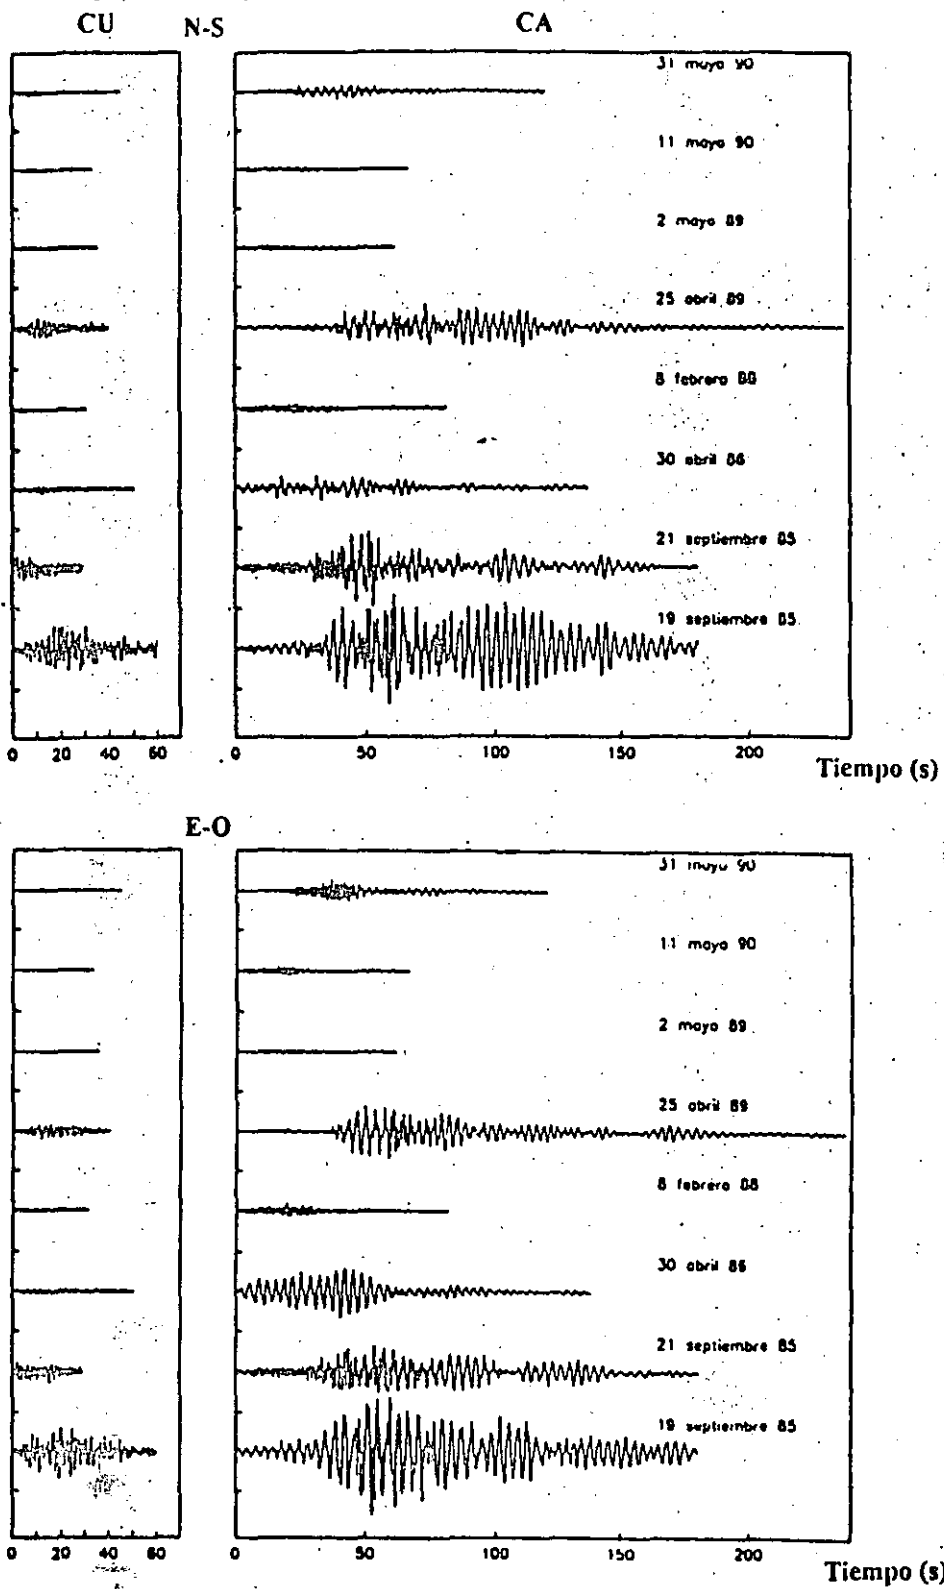 CU N-S CA
31 mayo 90
11 mayo 90
2 mayo 89
25 abril 89
8 febrero 88
30 abril 86
21 septiembre 85
19 septiembre 85
0 20 40 60 0 50 100 150 200
Tiempo (s)
E-O
31 mayo 90
11 mayo 90
2 mayo 89
25 abril 89
8 febrero 88
30 abril 86
21 septiembre 85
19 septiembre 85
0 20 40 60 0 50 100 150 200
Tiempo (s)